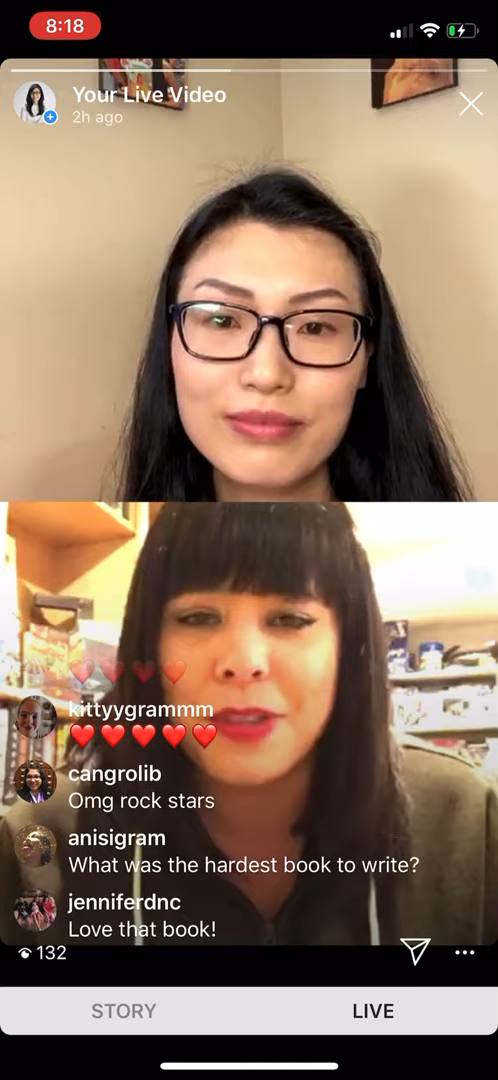 8:18
Your Live Video
2h ago
kittyygrammm
cangrolib
Omg rock stars
anisigram
What was the hardest book to write?
jenniferdnc
Love that book!
132
STORY
LIVE